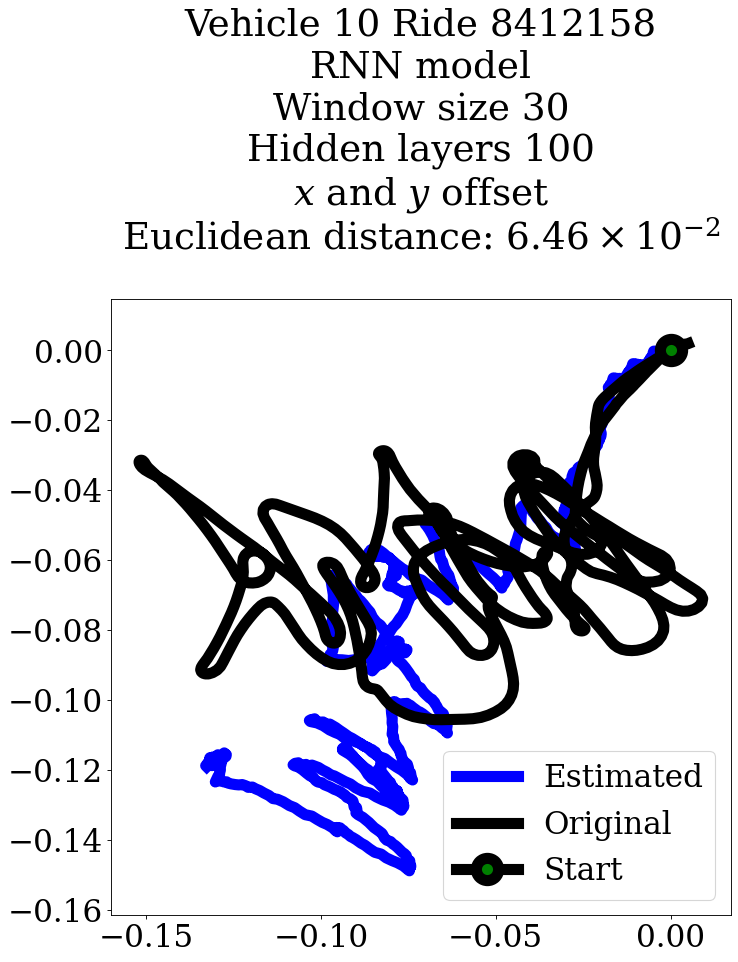 Vehicle 10 Ride 8412158
RNN model
Window size 30
Hidden layers 100
x and y offset
Euclidean distance: 6.46 × 10⁻²
0.00
−0.02
−0.04
−0.06
−0.08
−0.10
−0.12
−0.14
−0.16
Estimated
Original
Start
−0.15 −0.10 −0.05 0.00